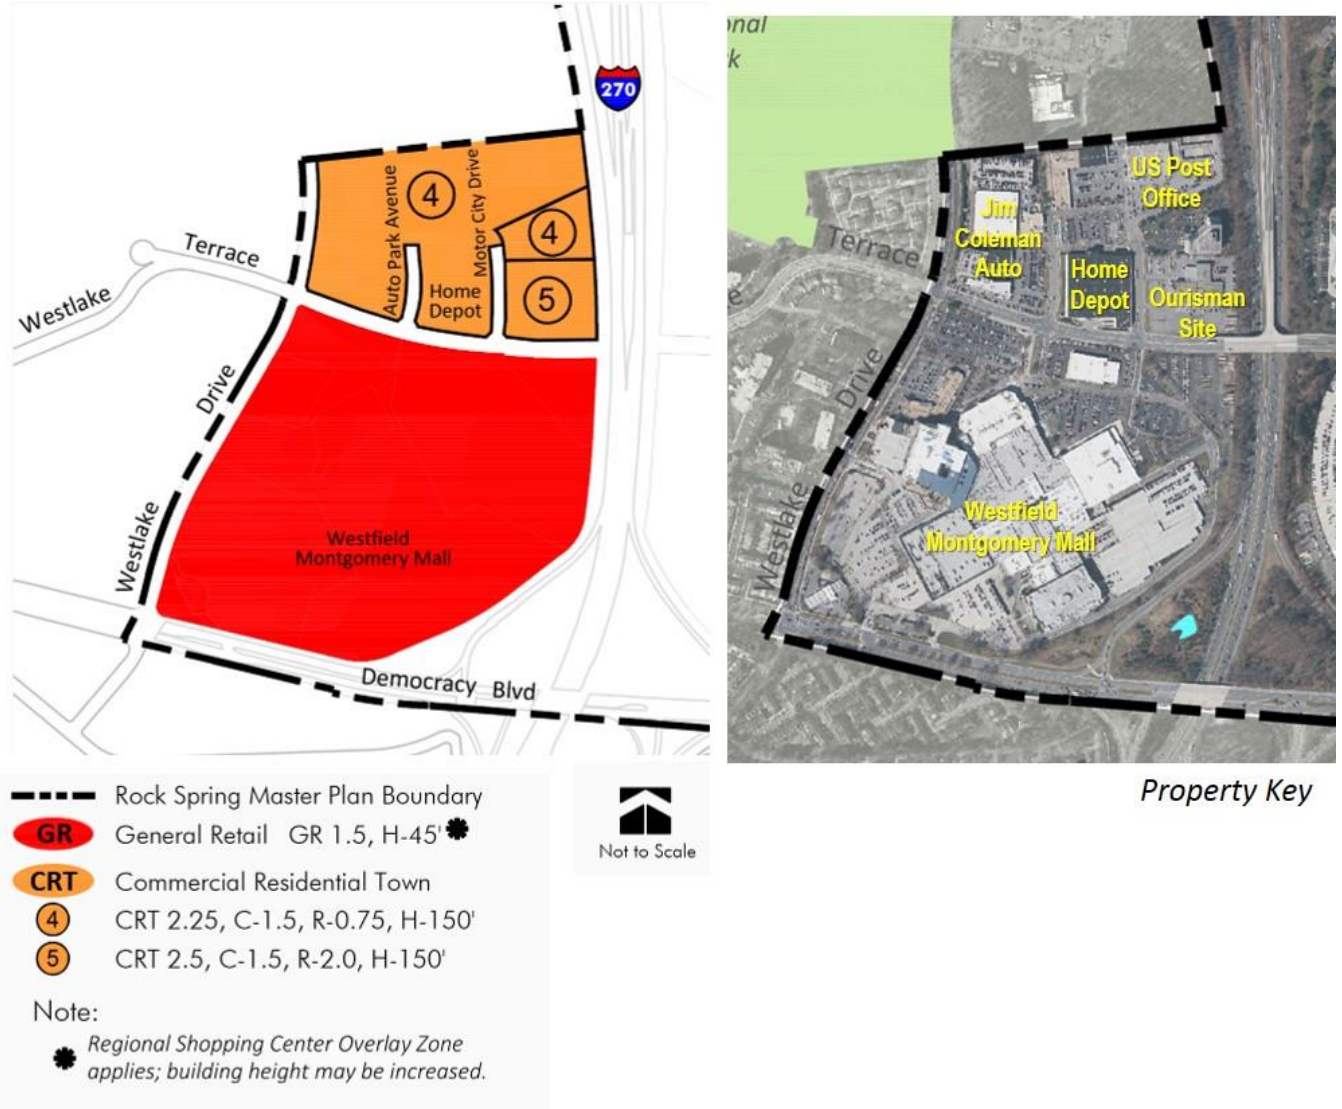 270
Auto Park Avenue
4
Motor City Drive
4
Home
Depot
5
Terrace
Westlake
Drive
Westlake
Westfield
Montgomery Mall
Democracy Blvd
Rock Spring Master Plan Boundary
GR General Retail GR 1.5, H-45'
CRT Commercial Residential Town
4 CRT 2.25, C-1.5, R-0.75, H-150'
5 CRT 2.5, C-1.5, R-2.0, H-150'
Note:
Regional Shopping Center Overlay Zone
applies; building height may be increased.
Not to Scale
US Post
Office
Jim
Coleman
Auto
Home
Depot
Ourisman
Site
Terrace
Drive
Westlake
Westfield
Montgomery Mall
Property Key